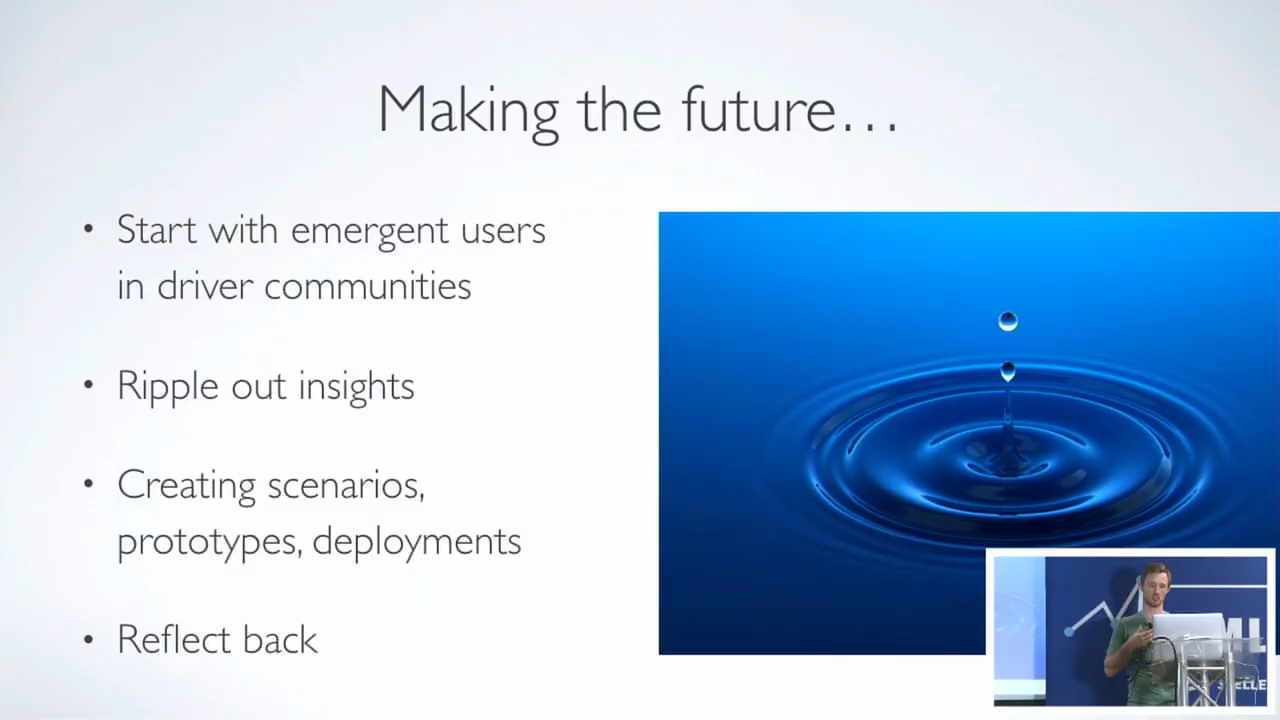 Making the future…
• Start with emergent users
in driver communities
• Ripple out insights
• Creating scenarios,
prototypes, deployments
• Reflect back